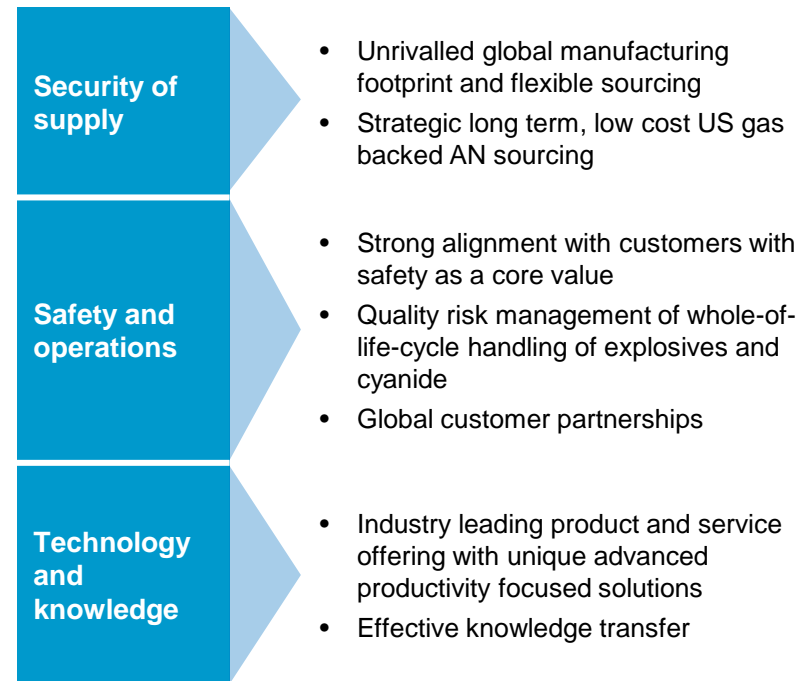 Security of
supply
• Unrivalled global manufacturing
footprint and flexible sourcing
• Strategic long term, low cost US gas
backed AN sourcing
Safety and
operations
• Strong alignment with customers with
safety as a core value
• Quality risk management of whole-of-
life-cycle handling of explosives and
cyanide
• Global customer partnerships
Technology
and
knowledge
• Industry leading product and service
offering with unique advanced
productivity focused solutions
• Effective knowledge transfer